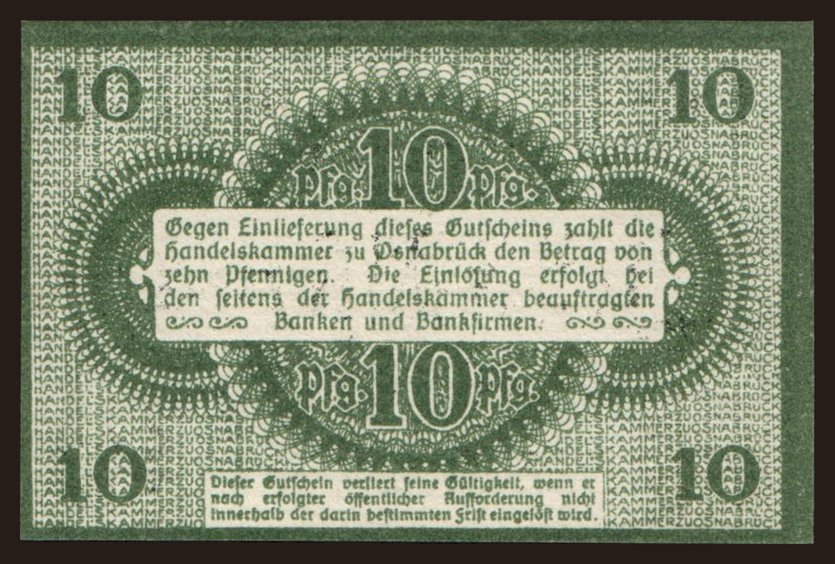 10 10
Pfg. 10 Pfg.
Gegen Einlieferung dieses Gutscheins zahlt die
Handelskammer zu Osnabrück den Betrag von
zehn Pfennigen. Die Einlösung erfolgt bei
den seitens der Handelskammer beauftragten
Banken und Bankfirmen.
Pfg. 10 Pfg.
10 10
Dieser Gutschein verliert seine Gültigkeit, wenn er
nach erfolgter öffentlicher Aufforderung nicht
innerhalb der darin bestimmten Frist eingelöst wird.